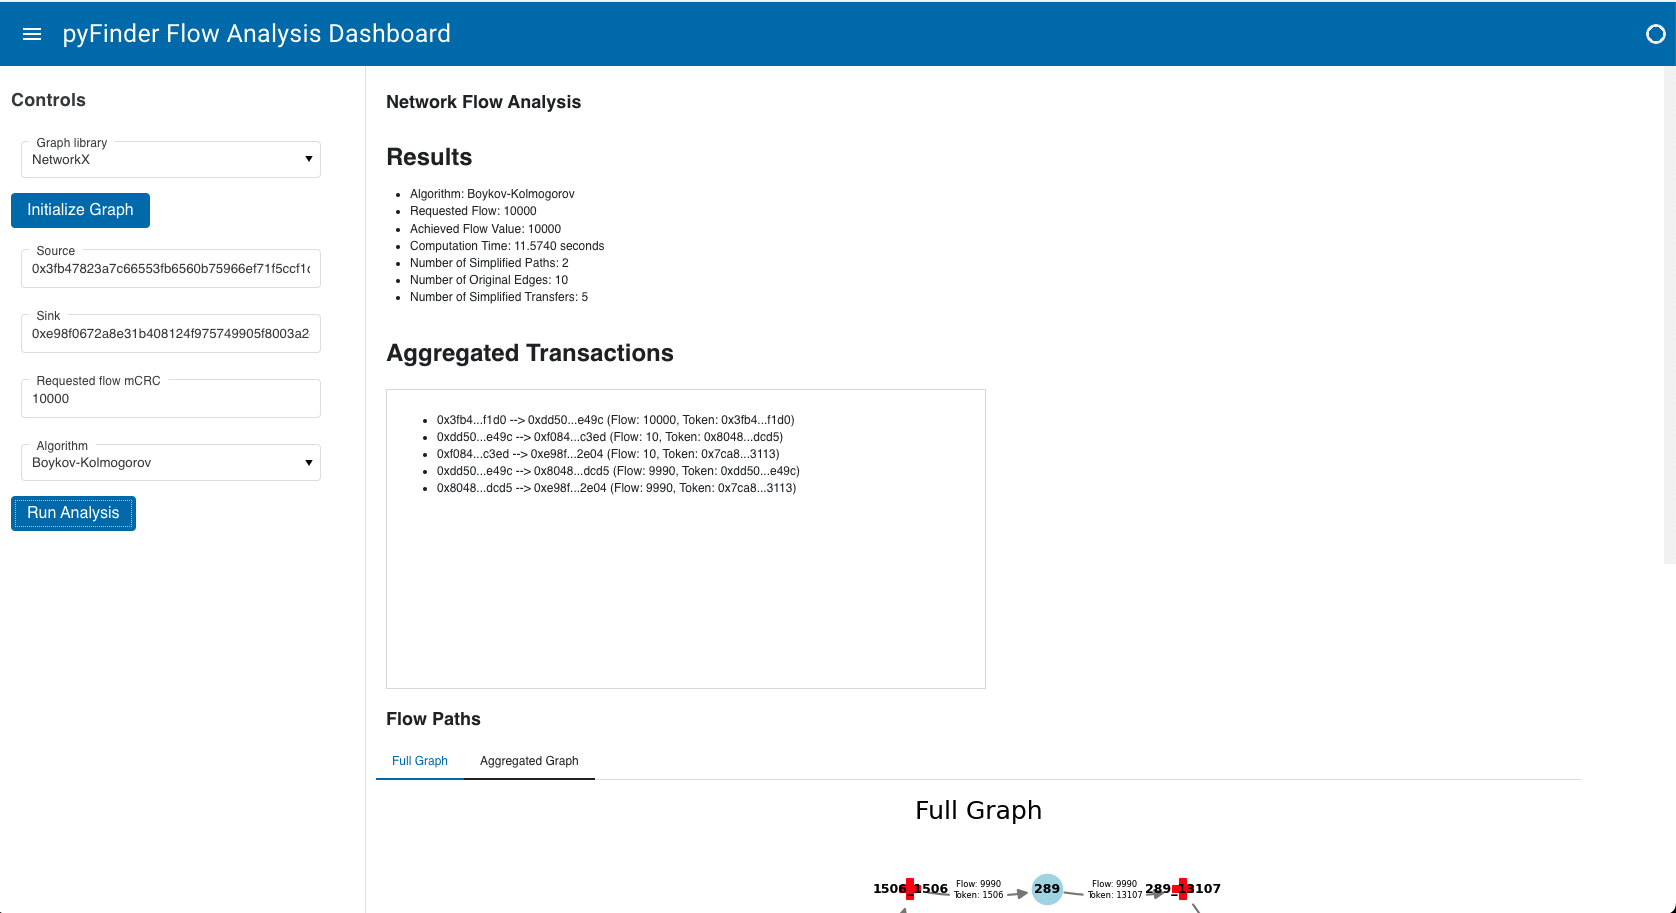 pyFinder Flow Analysis Dashboard
Controls
Graph library
NetworkX
Initialize Graph
Source
0x3fb47823a7c66553fb6560b75966ef71f5ccf1
Sink
0xe98f0672a8e31b408124f975749905f8003a2
Requested flow mCRC
10000
Algorithm
Boykov-Kolmogorov
Run Analysis
Network Flow Analysis
Results
• Algorithm: Boykov-Kolmogorov
• Requested Flow: 10000
• Achieved Flow Value: 10000
• Computation Time: 11.5740 seconds
• Number of Simplified Paths: 2
• Number of Original Edges: 10
• Number of Simplified Transfers: 5
Aggregated Transactions
• 0x3fb4...f1d0 --> 0xdd50...e49c (Flow: 10000, Token: 0x3fb4...f1d0)
• 0xdd50...e49c --> 0xf084...c3ed (Flow: 10, Token: 0x8048...dcd5)
• 0xf084...c3ed --> 0xe98f...2e04 (Flow: 10, Token: 0x7ca8...3113)
• 0xdd50...e49c --> 0x8048...dcd5 (Flow: 9990, Token: 0xdd50...e49c)
• 0x8048...dcd5 --> 0xe98f...2e04 (Flow: 9990, Token: 0x7ca8...3113)
Flow Paths
Full Graph Aggregated Graph
Full Graph
1506_1506
Flow: 9990
Token: 1506
289
Flow: 9990
Token: 13107
289_13107